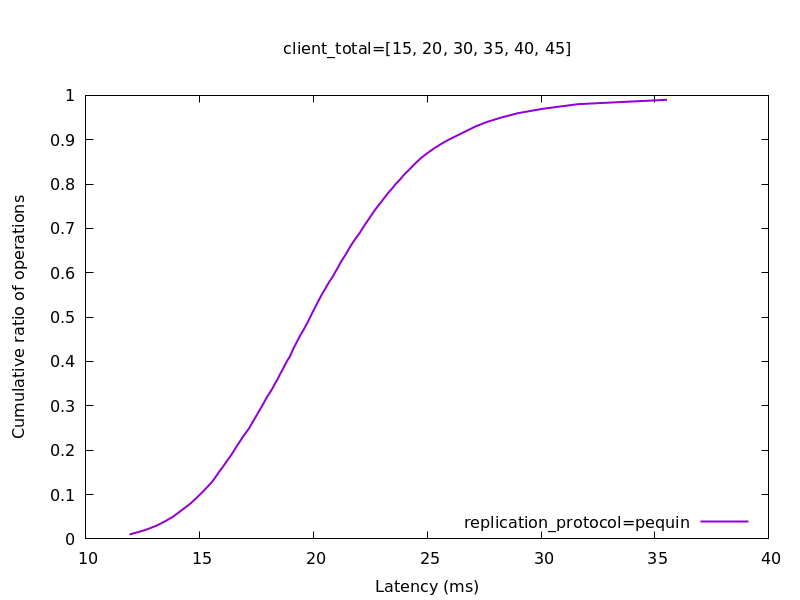 client_total=[15, 20, 30, 35, 40, 45]
1
0.9
0.8
0.7
0.6
0.5
0.4
0.3
0.2
0.1
0
Cumulative ratio of operations
replication_protocol=pequin
10 15 20 25 30 35 40
Latency (ms)